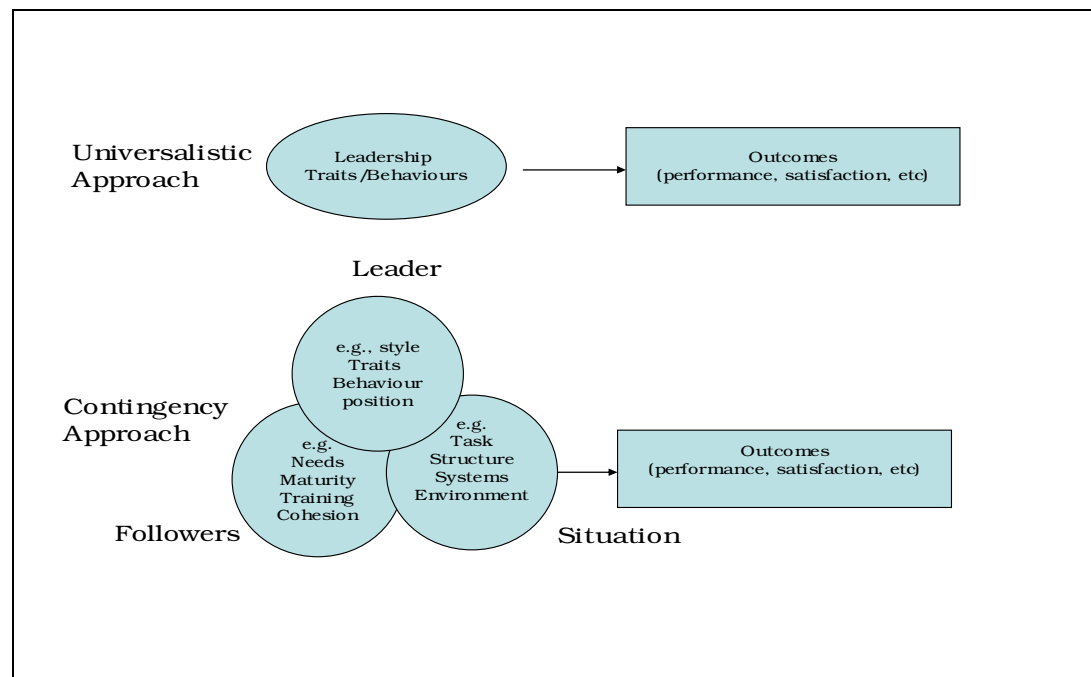 Universalistic
Approach
Leadership
Traits/Behaviours
Outcomes
(performance, satisfaction, etc)
Leader
e.g., style
Traits
Behaviour
position
Contingency
Approach
e.g.
Needs
Maturity
Training
Cohesion
e.g.
Task
Structure
Systems
Environment
Outcomes
(performance, satisfaction, etc)
Followers
Situation